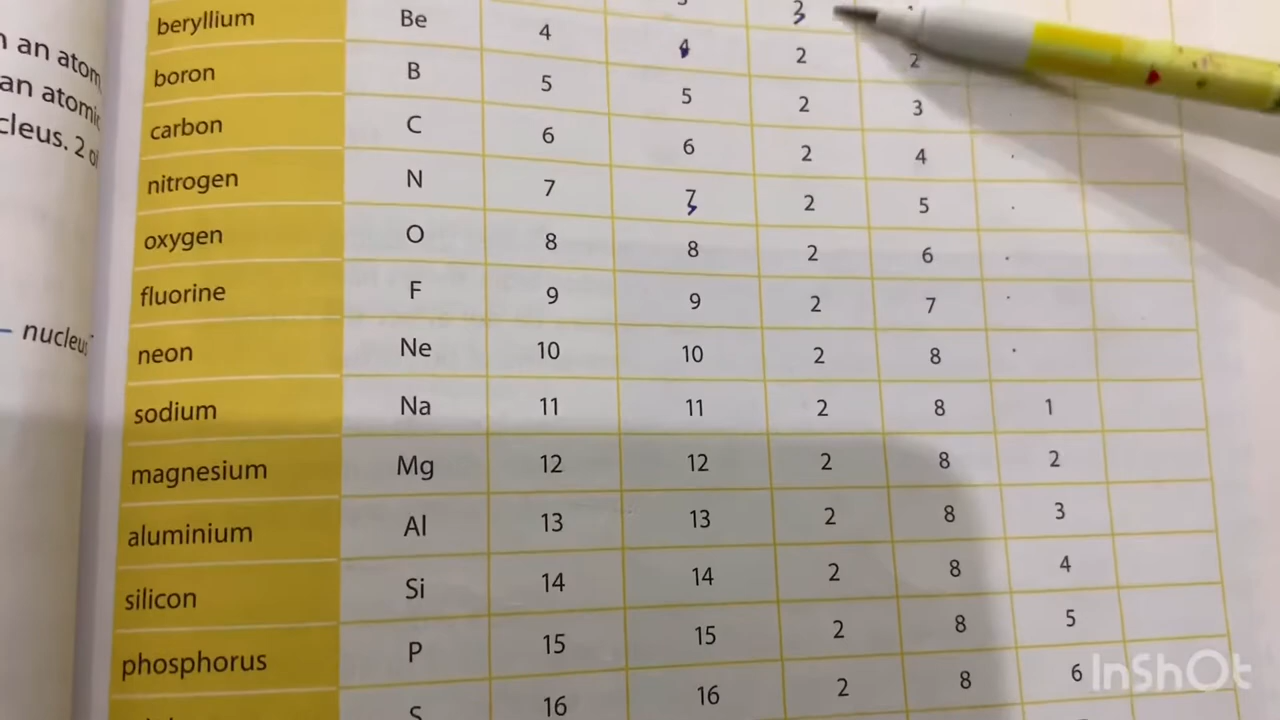 beryllium Be 4 4 2 2
boron B 5 5 2 3
carbon C 6 6 2 4
nitrogen N 7 7 2 5
oxygen O 8 8 2 6
fluorine F 9 9 2 7
neon Ne 10 10 2 8
sodium Na 11 11 2 8 1
magnesium Mg 12 12 2 8 2
aluminium Al 13 13 2 8 3
silicon Si 14 14 2 8 4
phosphorus P 15 15 2 8 5
S 16 16 2 8 6
3
an atom
an atomic
cleus. 2
nucleus
InShOt